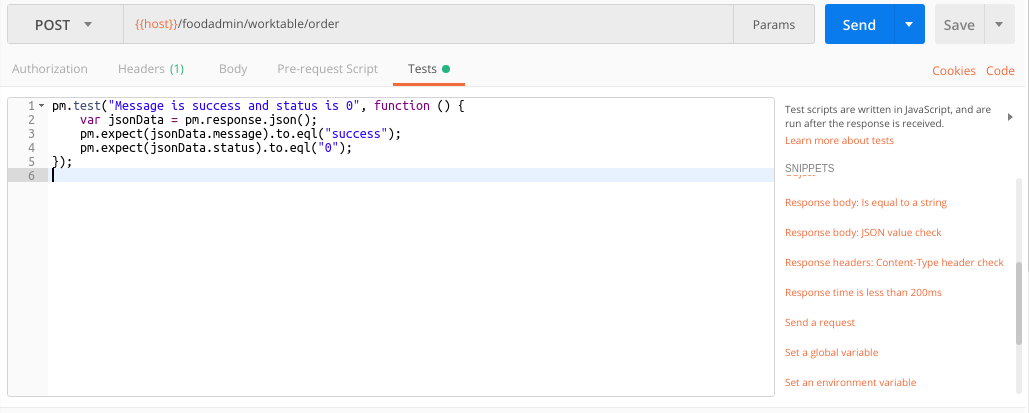 POST {{host}}/foodadmin/worktable/order Params Send Save
Authorization Headers (1) Body Pre-request Script Tests Cookies Code
1 pm.test("Message is success and status is 0", function () {
2 var jsonData = pm.response.json();
3 pm.expect(jsonData.message).to.eql("success");
4 pm.expect(jsonData.status).to.eql("0");
5 });
6
Test scripts are written in JavaScript, and are
run after the response is received.
Learn more about tests
SNIPPETS
Response body: Is equal to a string
Response body: JSON value check
Response headers: Content-Type header check
Response time is less than 200ms
Send a request
Set a global variable
Set an environment variable